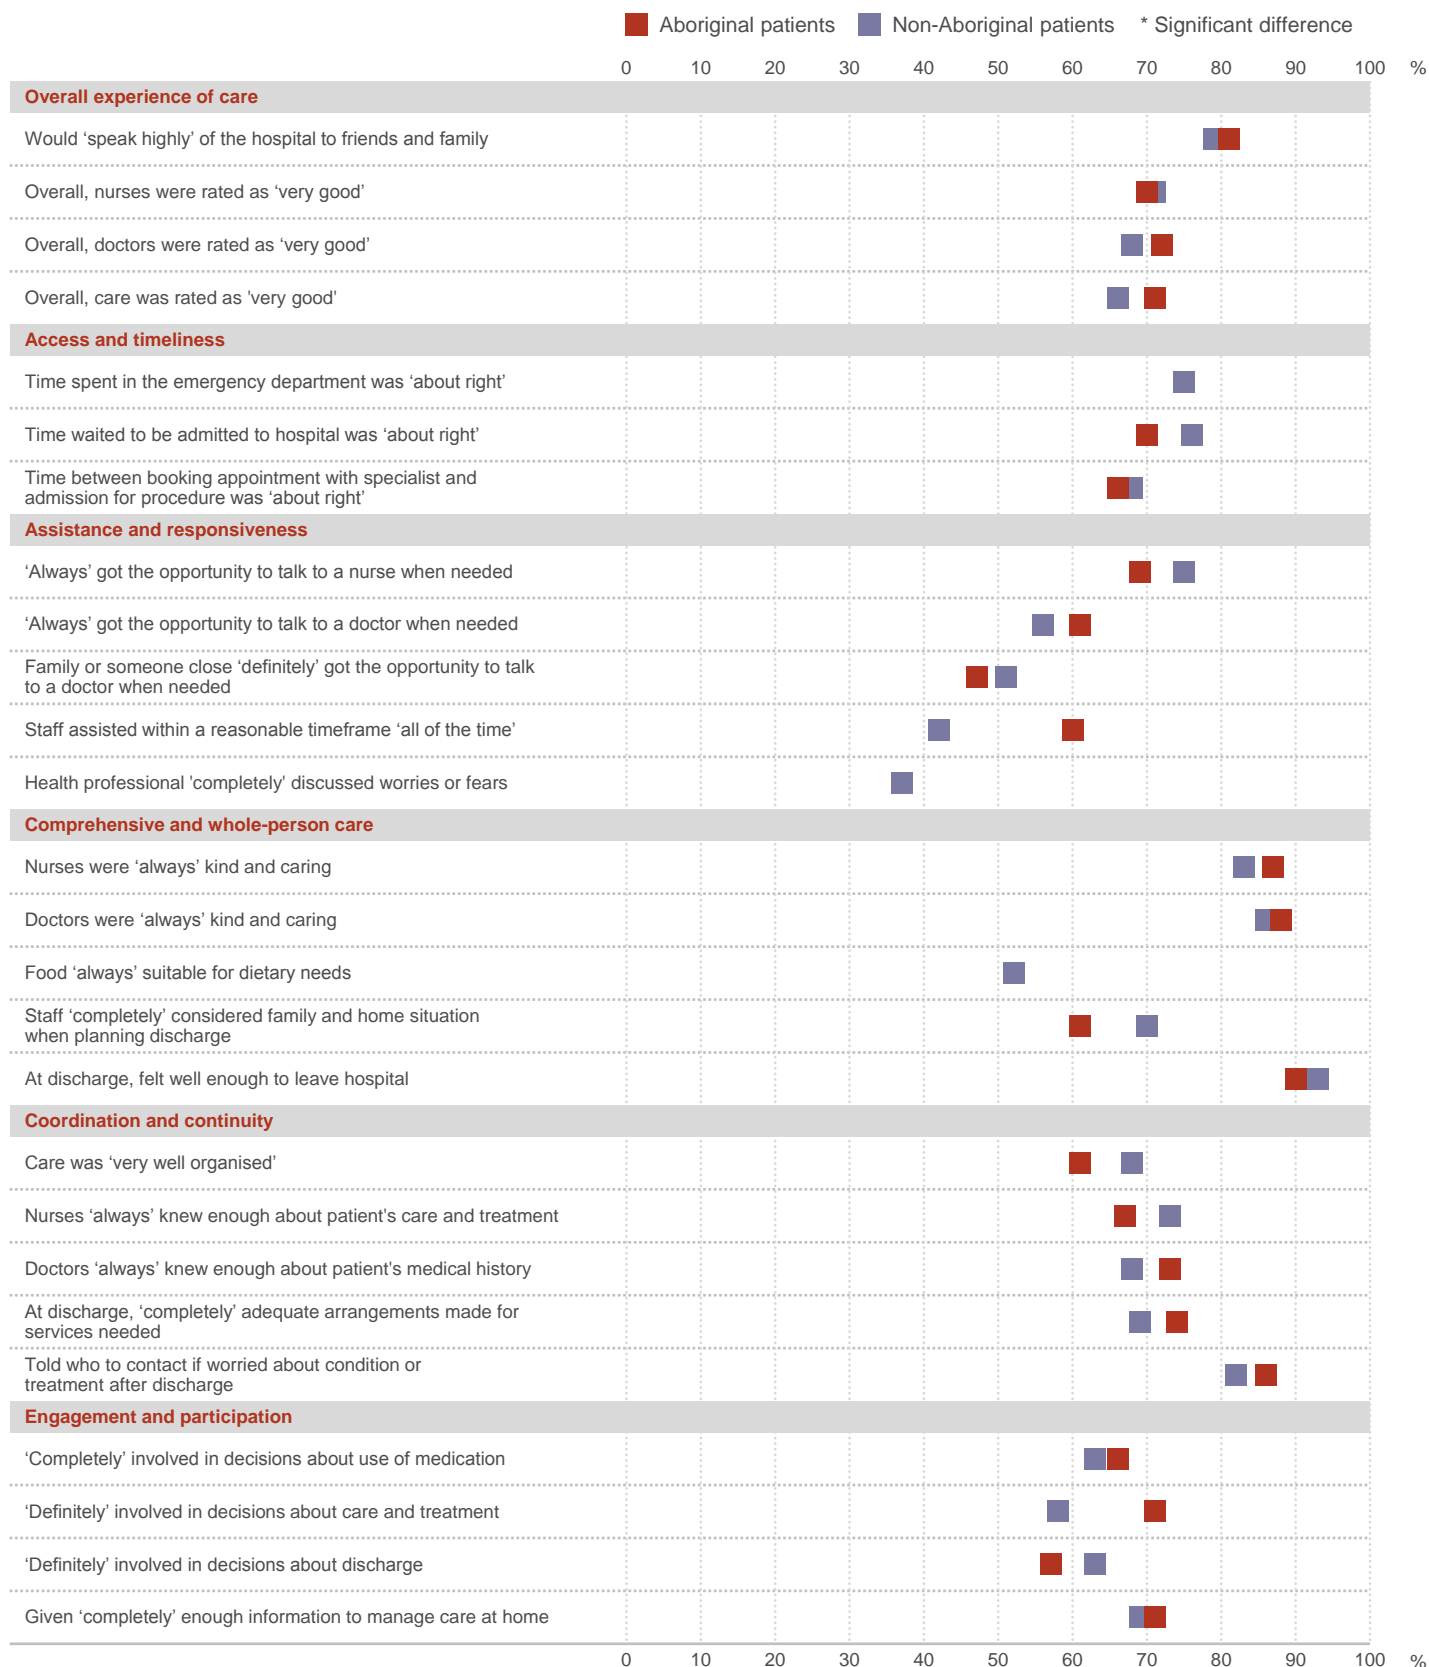 Aboriginal patients Non-Aboriginal patients * Significant difference
0 10 20 30 40 50 60 70 80 90 100 %
Overall experience of care
Would ‘speak highly’ of the hospital to friends and family
Overall, nurses were rated as ‘very good’
Overall, doctors were rated as ‘very good’
Overall, care was rated as 'very good'
Access and timeliness
Time spent in the emergency department was ‘about right’
Time waited to be admitted to hospital was ‘about right’
Time between booking appointment with specialist and
admission for procedure was ‘about right’
Assistance and responsiveness
‘Always’ got the opportunity to talk to a nurse when needed
‘Always’ got the opportunity to talk to a doctor when needed
Family or someone close ‘definitely’ got the opportunity to talk
to a doctor when needed
Staff assisted within a reasonable timeframe ‘all of the time’
Health professional 'completely' discussed worries or fears
Comprehensive and whole-person care
Nurses were ‘always’ kind and caring
Doctors were ‘always’ kind and caring
Food ‘always’ suitable for dietary needs
Staff ‘completely’ considered family and home situation
when planning discharge
At discharge, felt well enough to leave hospital
Coordination and continuity
Care was ‘very well organised’
Nurses ‘always’ knew enough about patient's care and treatment
Doctors ‘always’ knew enough about patient's medical history
At discharge, ‘completely’ adequate arrangements made for
services needed
Told who to contact if worried about condition or
treatment after discharge
Engagement and participation
‘Completely’ involved in decisions about use of medication
‘Definitely’ involved in decisions about care and treatment
‘Definitely’ involved in decisions about discharge
Given ‘completely’ enough information to manage care at home
0 10 20 30 40 50 60 70 80 90 100 %